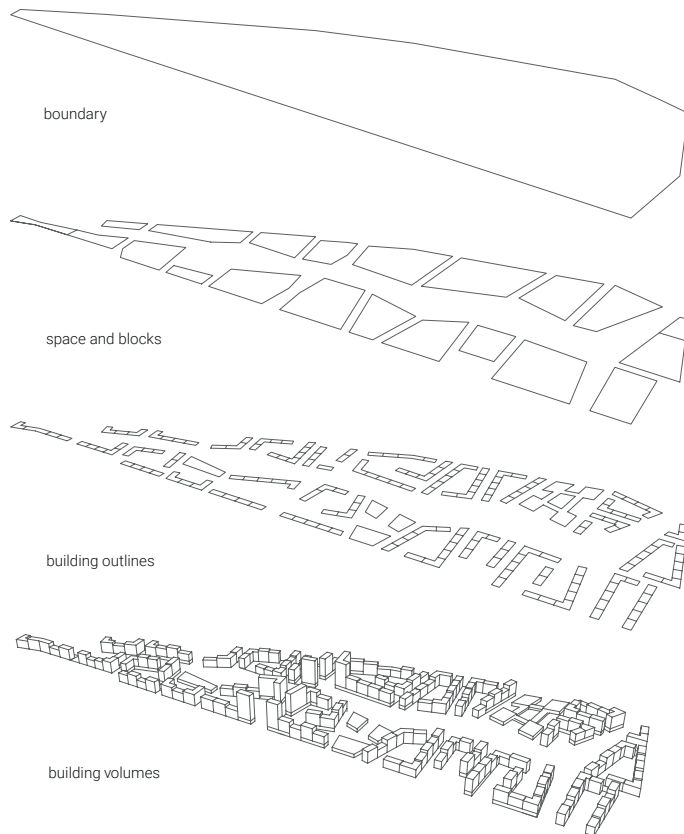 boundary
space and blocks
building outlines
building volumes